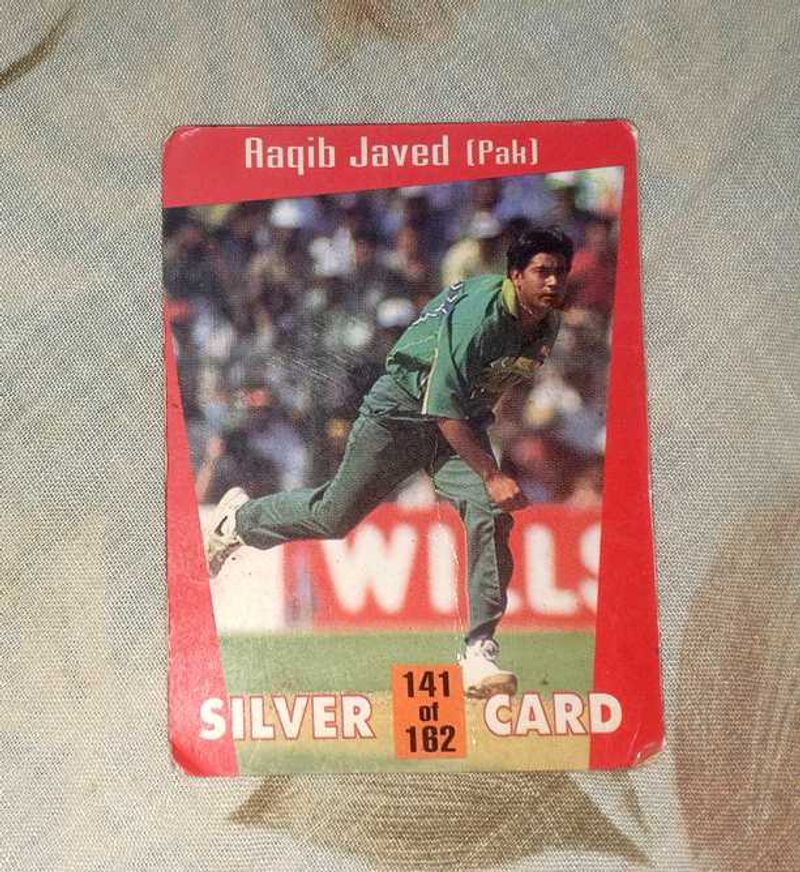 Aaqib Javed (Pak)
WILLS
SILVER
141
of
162
CARD